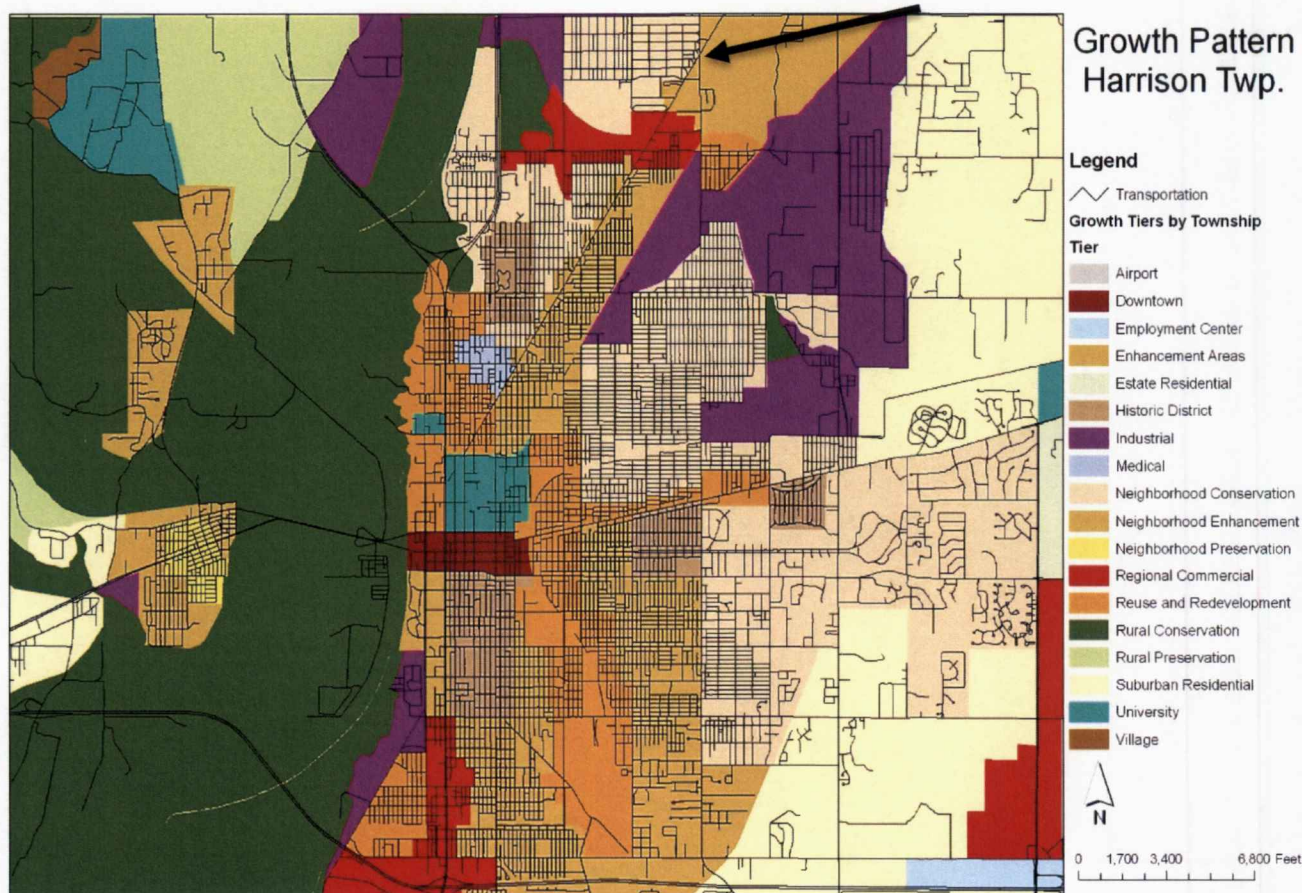 Growth Pattern
Harrison Twp.
Legend
Transportation
Growth Tiers by Township
Tier
Airport
Downtown
Employment Center
Enhancement Areas
Estate Residential
Historic District
Industrial
Medical
Neighborhood Conservation
Neighborhood Enhancement
Neighborhood Preservation
Regional Commercial
Reuse and Redevelopment
Rural Conservation
Rural Preservation
Suburban Residential
University
Village
N
0 1,700 3,400 6,800 Feet